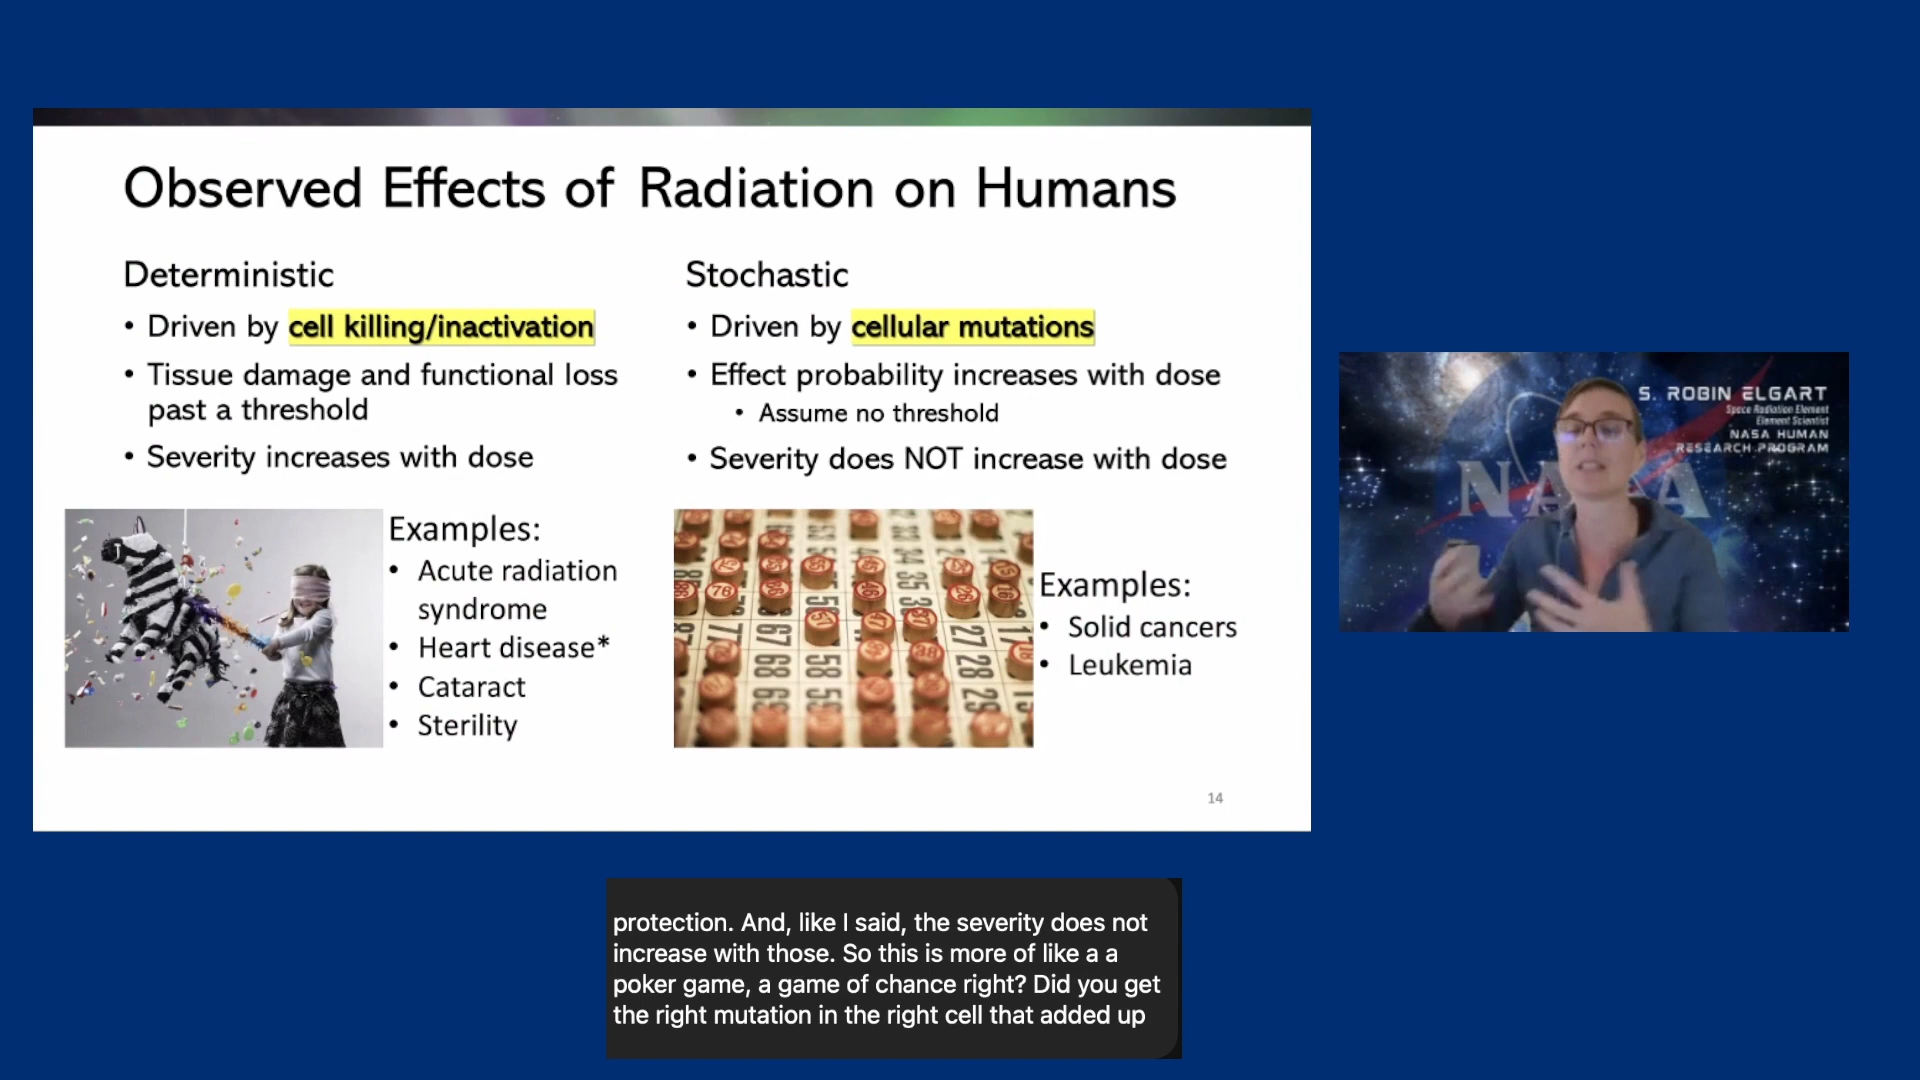 Observed Effects of Radiation on Humans
Deterministic
• Driven by cell killing/inactivation
• Tissue damage and functional loss
past a threshold
• Severity increases with dose
Examples:
• Acute radiation
syndrome
• Heart disease*
• Cataract
• Sterility
Stochastic
• Driven by cellular mutations
• Effect probability increases with dose
• Assume no threshold
• Severity does NOT increase with dose
Examples:
• Solid cancers
• Leukemia
14
S. ROBIN ELGART
Space Radiation Element
Element Scientist
NASA HUMAN
RESEARCH PROGRAM
NASA
protection. And, like I said, the severity does not
increase with those. So this is more of like a a
poker game, a game of chance right? Did you get
the right mutation in the right cell that added up